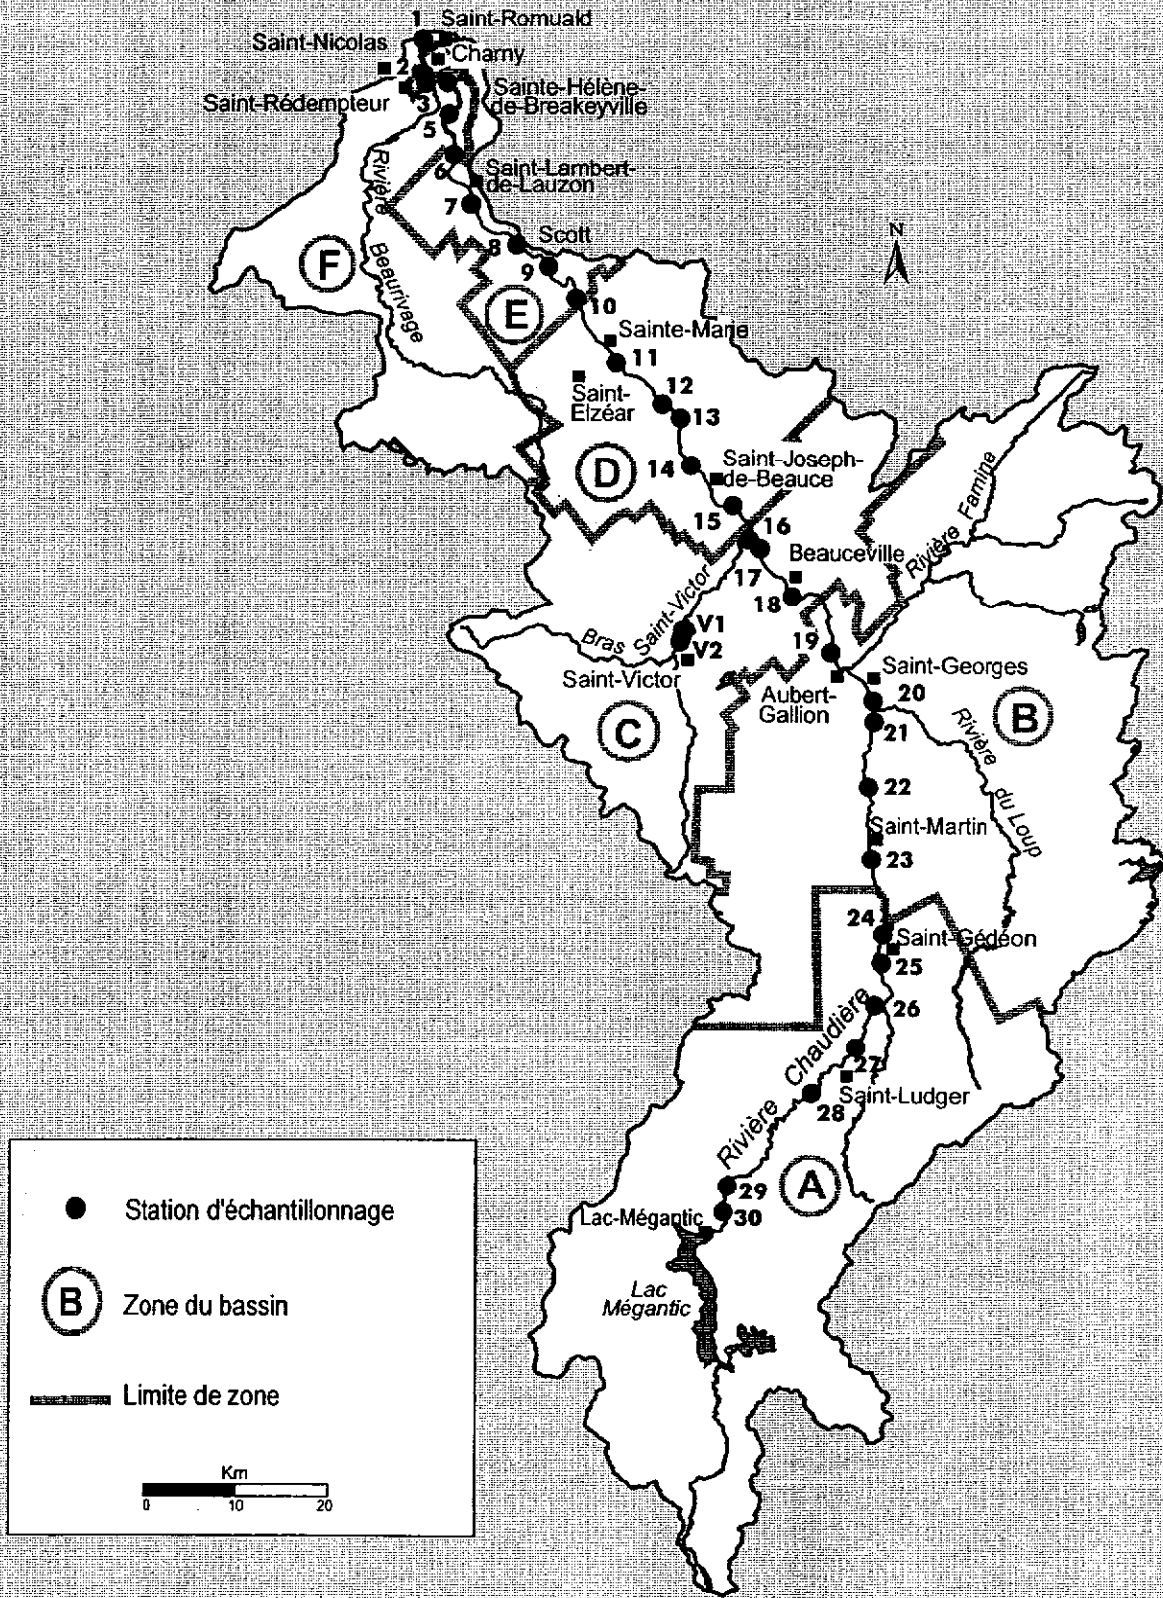 1 Saint-Romuald
Saint-Nicolas
Charny
2
Saint-Rédempteur
3
Sainte-Hélène-
de-Breakeyville
5
6
Saint-Lambert-
de-Lauzon
7
Rivière
Beaurivage
8
Scott
9
N
F
E
10
Sainte-Marie
11
Saint-
Elzéar
12
13
D
14
Saint-Joseph-
de-Beauce
15
16
Beauceville
17
18
Rivière Famine
Bras Saint-Victor
V1
V2
Saint-Victor
19
Saint-Georges
Aubert-
Gallion
20
21
C
B
Rivière
du Loup
22
Saint-Martin
23
24
Saint-Gédéon
25
26
Rivière Chaudière
27
Saint-Ludger
28
A
29
30
Lac-Mégantic
Lac
Mégantic
Station d'échantillonnage
B
Zone du bassin
Limite de zone
Km
0 10 20